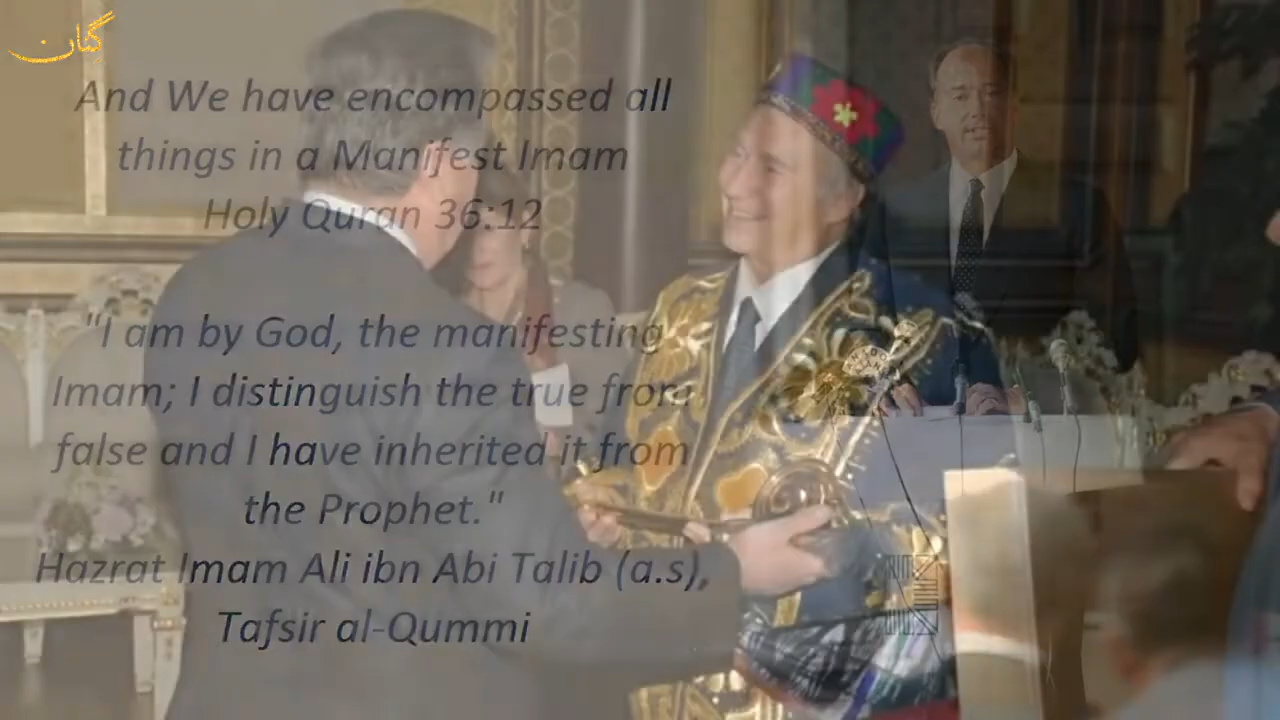 گنان
And We have encompassed all
things in a Manifest Imam
Holy Quran 36:12
"I am by God, the manifesting
Imam; I distinguish the true from
false and I have inherited it from
the Prophet."
Hazrat Imam Ali ibn Abi Talib (a.s),
Tafsir al-Qummi